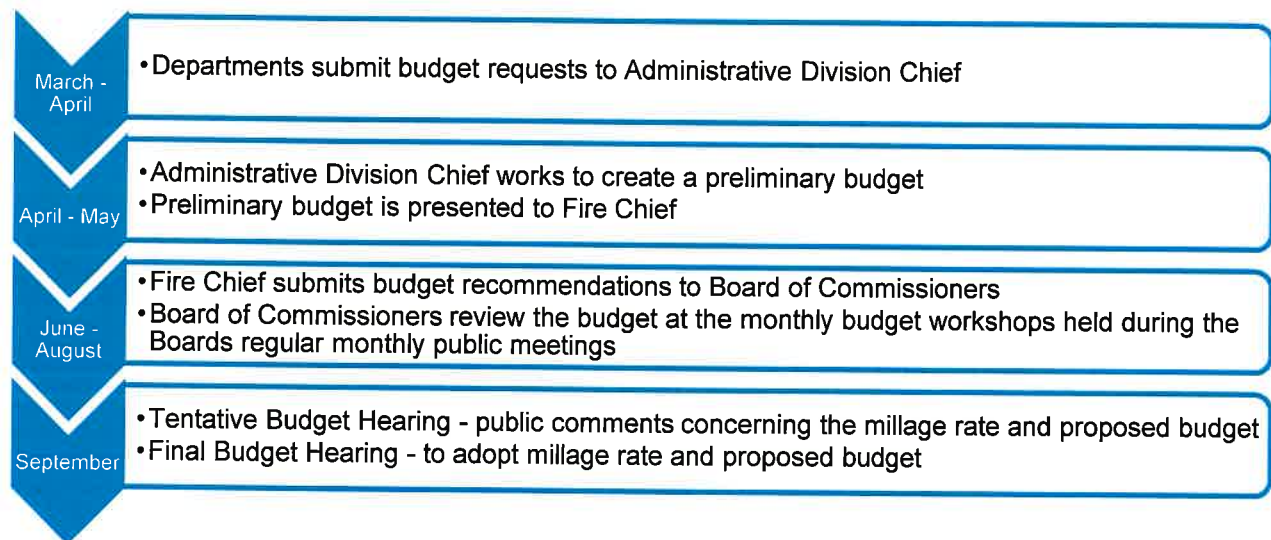 March -
April
•Departments submit budget requests to Administrative Division Chief
April - May
•Administrative Division Chief works to create a preliminary budget
•Preliminary budget is presented to Fire Chief
June -
August
•Fire Chief submits budget recommendations to Board of Commissioners
•Board of Commissioners review the budget at the monthly budget workshops held during the
Boards regular monthly public meetings
September
•Tentative Budget Hearing - public comments concerning the millage rate and proposed budget
•Final Budget Hearing - to adopt millage rate and proposed budget